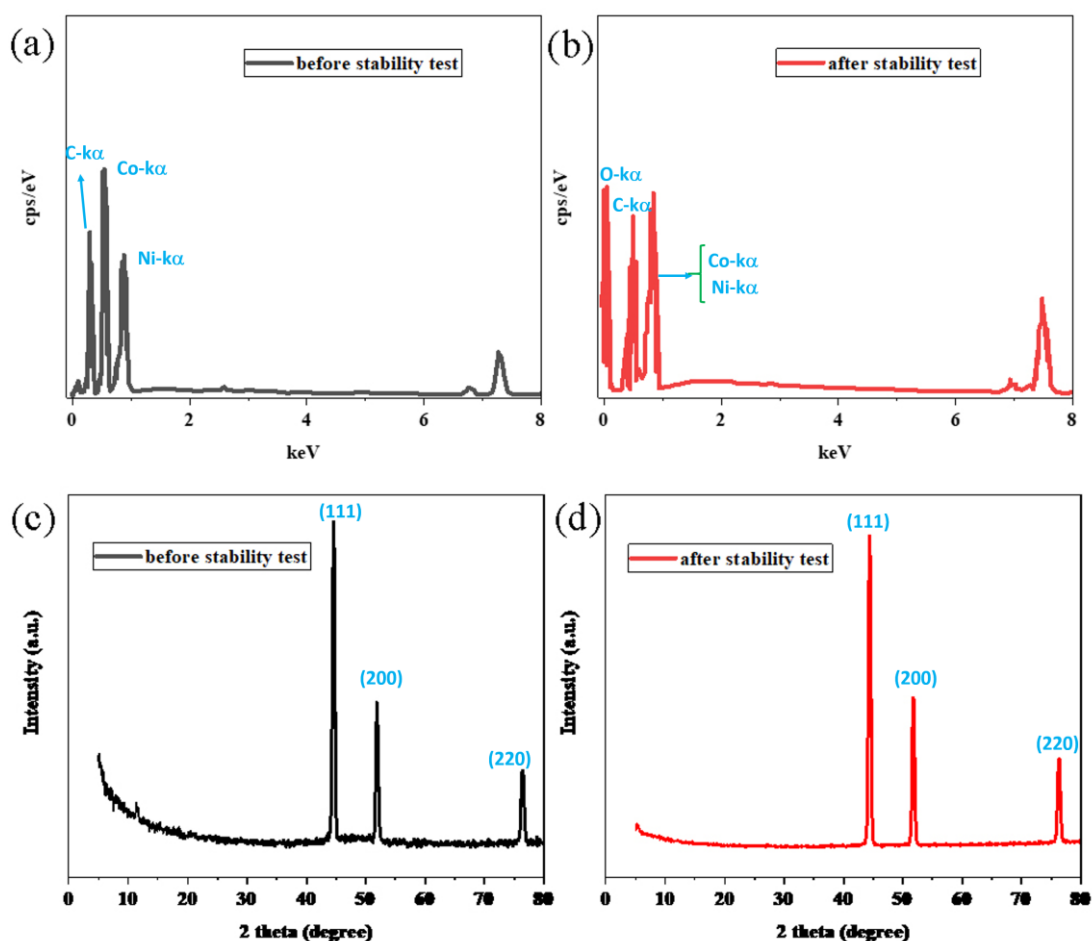 (a)
before stability test
C-kα
Co-kα
Ni-kα
cps/eV
0 2 4 6 8
keV
(b)
after stability test
O-kα
C-kα
Co-kα
Ni-kα
cps/eV
0 2 4 6 8
keV
(c)
(111)
before stability test
(200)
(220)
Intensity (a.u.)
0 10 20 30 40 50 60 70 80
2 theta (degree)
(d)
(111)
after stability test
(200)
(220)
Intensity (a.u.)
0 10 20 30 40 50 60 70 80
2 theta (degree)